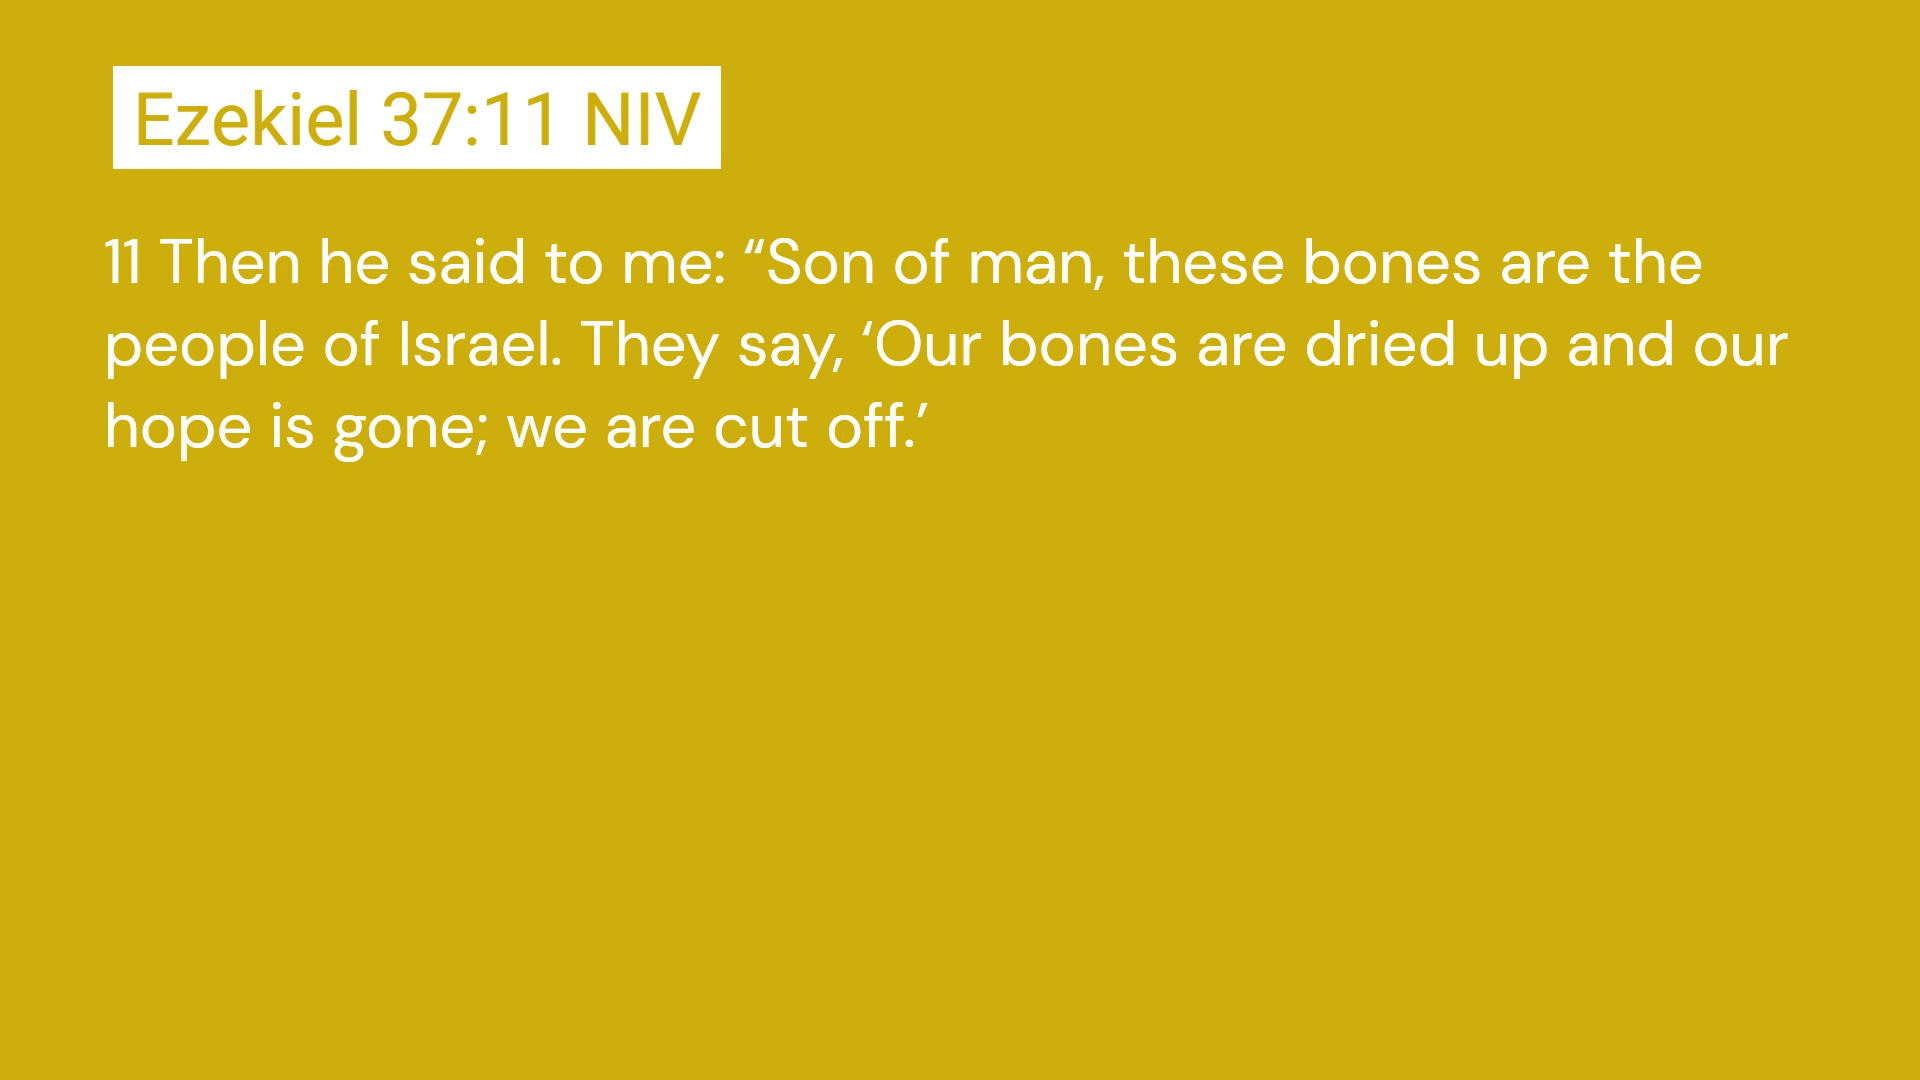 Ezekiel 37:11 NIV
11 Then he said to me: “Son of man, these bones are the
people of Israel. They say, ‘Our bones are dried up and our
hope is gone; we are cut off.’